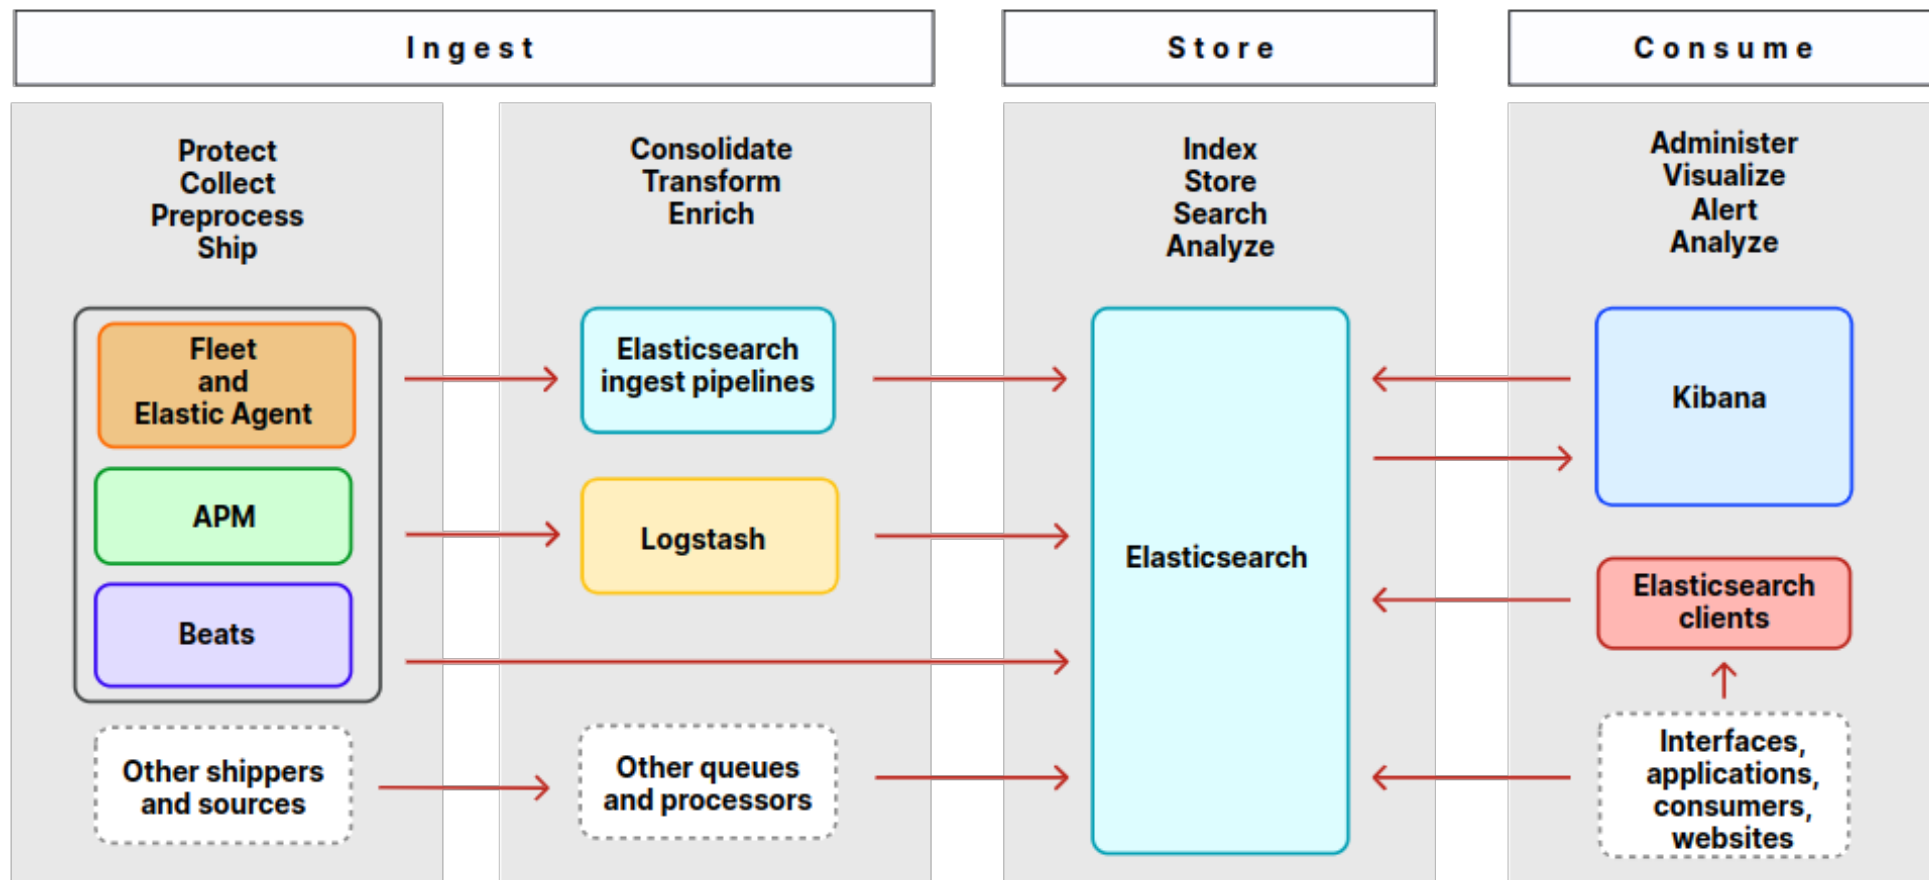 Ingest
Store
Consume
Protect
Collect
Preprocess
Ship
Consolidate
Transform
Enrich
Index
Store
Search
Analyze
Administer
Visualize
Alert
Analyze
Fleet
and
Elastic Agent
APM
Beats
Other shippers
and sources
Elasticsearch
ingest pipelines
Logstash
Other queues
and processors
Elasticsearch
Kibana
Elasticsearch
clients
Interfaces,
applications,
consumers,
websites